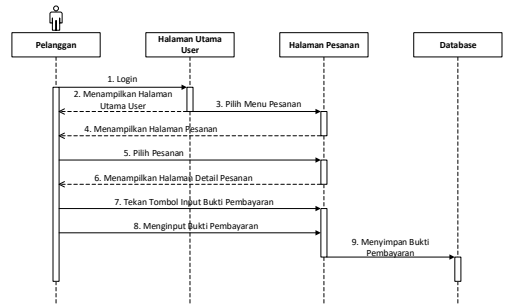 Pelanggan
Halaman Utama
User
Halaman Pesanan
Database
1. Login
2. Menampilkan Halaman
Utama User
3. Pilih Menu Pesanan
4. Menampilkan Halaman Pesanan
5. Pilih Pesanan
6. Menampilkan Halaman Detail Pesanan
7. Tekan Tombol Input Bukti Pembayaran
8. Menginput Bukti Pembayaran
9. Menyimpan Bukti
Pembayaran